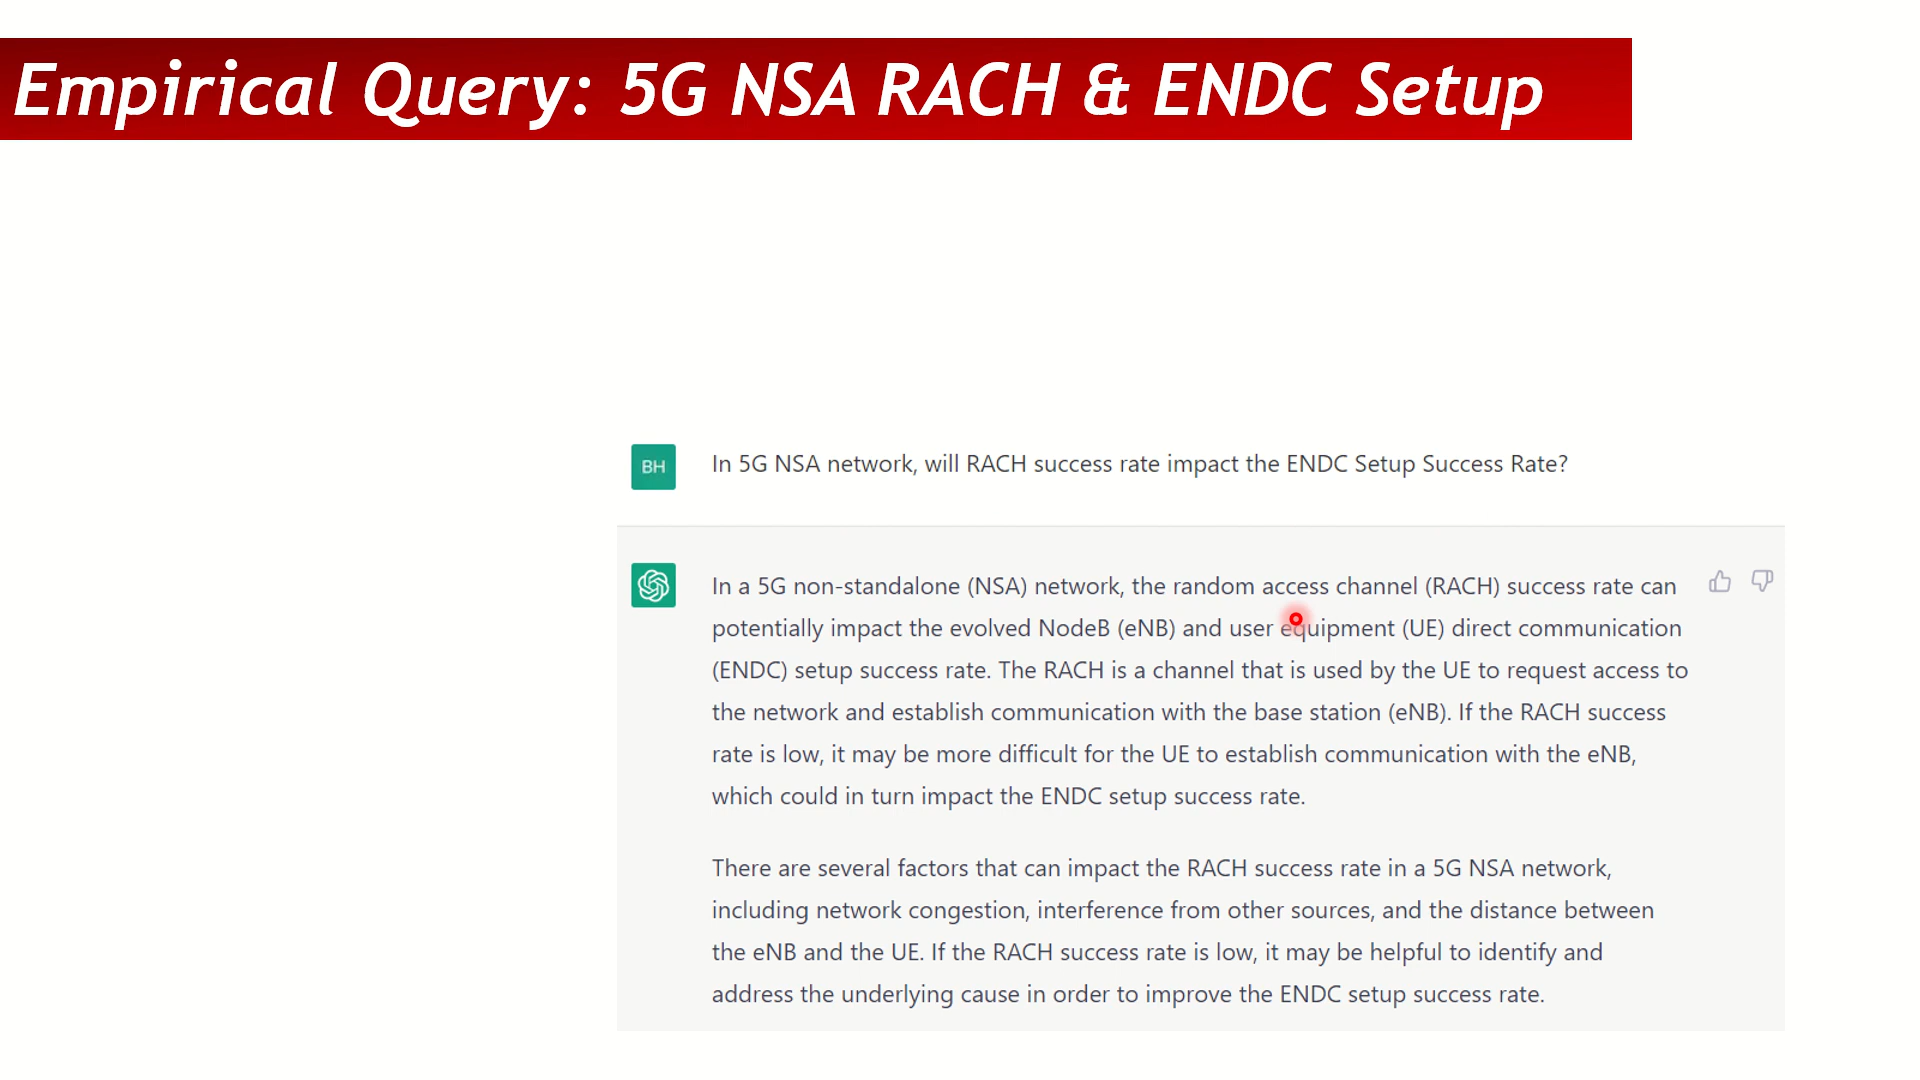 Empirical Query: 5G NSA RACH & ENDC Setup
BH
In 5G NSA network, will RACH success rate impact the ENDC Setup Success Rate?
In a 5G non-standalone (NSA) network, the random access channel (RACH) success rate can
potentially impact the evolved NodeB (eNB) and user equipment (UE) direct communication
(ENDC) setup success rate. The RACH is a channel that is used by the UE to request access to
the network and establish communication with the base station (eNB). If the RACH success
rate is low, it may be more difficult for the UE to establish communication with the eNB,
which could in turn impact the ENDC setup success rate.
There are several factors that can impact the RACH success rate in a 5G NSA network,
including network congestion, interference from other sources, and the distance between
the eNB and the UE. If the RACH success rate is low, it may be helpful to identify and
address the underlying cause in order to improve the ENDC setup success rate.